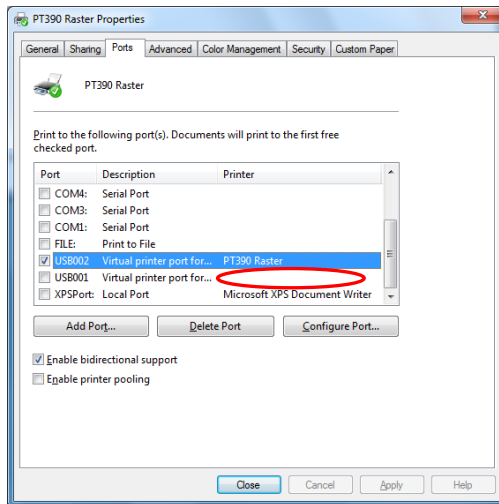 PT390 Raster Properties
General Sharing Ports Advanced Color Management Security Custom Paper
PT390 Raster
Print to the following port(s). Documents will print to the first free
checked port.
Port Description Printer
COM4: Serial Port
COM3: Serial Port
COM1: Serial Port
FILE: Print to File
USB002 Virtual printer port for... PT390 Raster
USB001 Virtual printer port for...
XPSPort: Local Port Microsoft XPS Document Writer
Add Port... Delete Port Configure Port...
Enable bidirectional support
Enable printer pooling
Close Cancel Apply Help